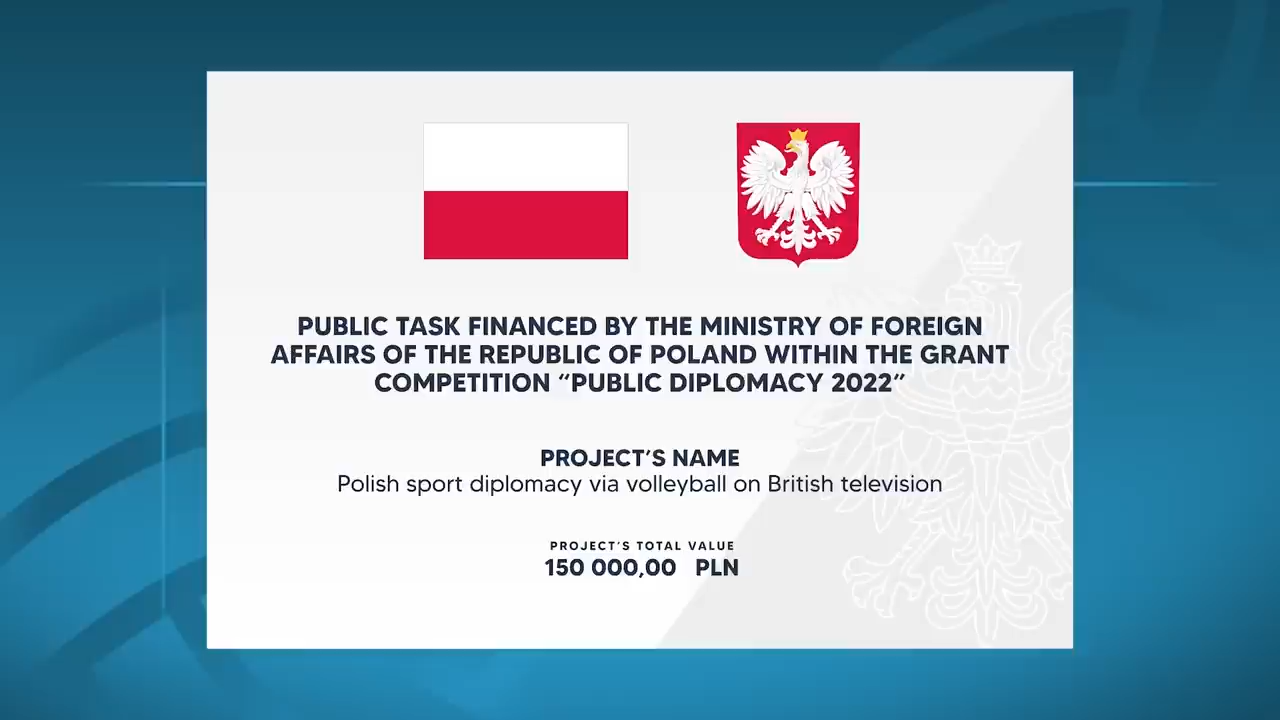 PUBLIC TASK FINANCED BY THE MINISTRY OF FOREIGN
AFFAIRS OF THE REPUBLIC OF POLAND WITHIN THE GRANT
COMPETITION “PUBLIC DIPLOMACY 2022”
PROJECT’S NAME
Polish sport diplomacy via volleyball on British television
PROJECT’S TOTAL VALUE
150 000,00 PLN